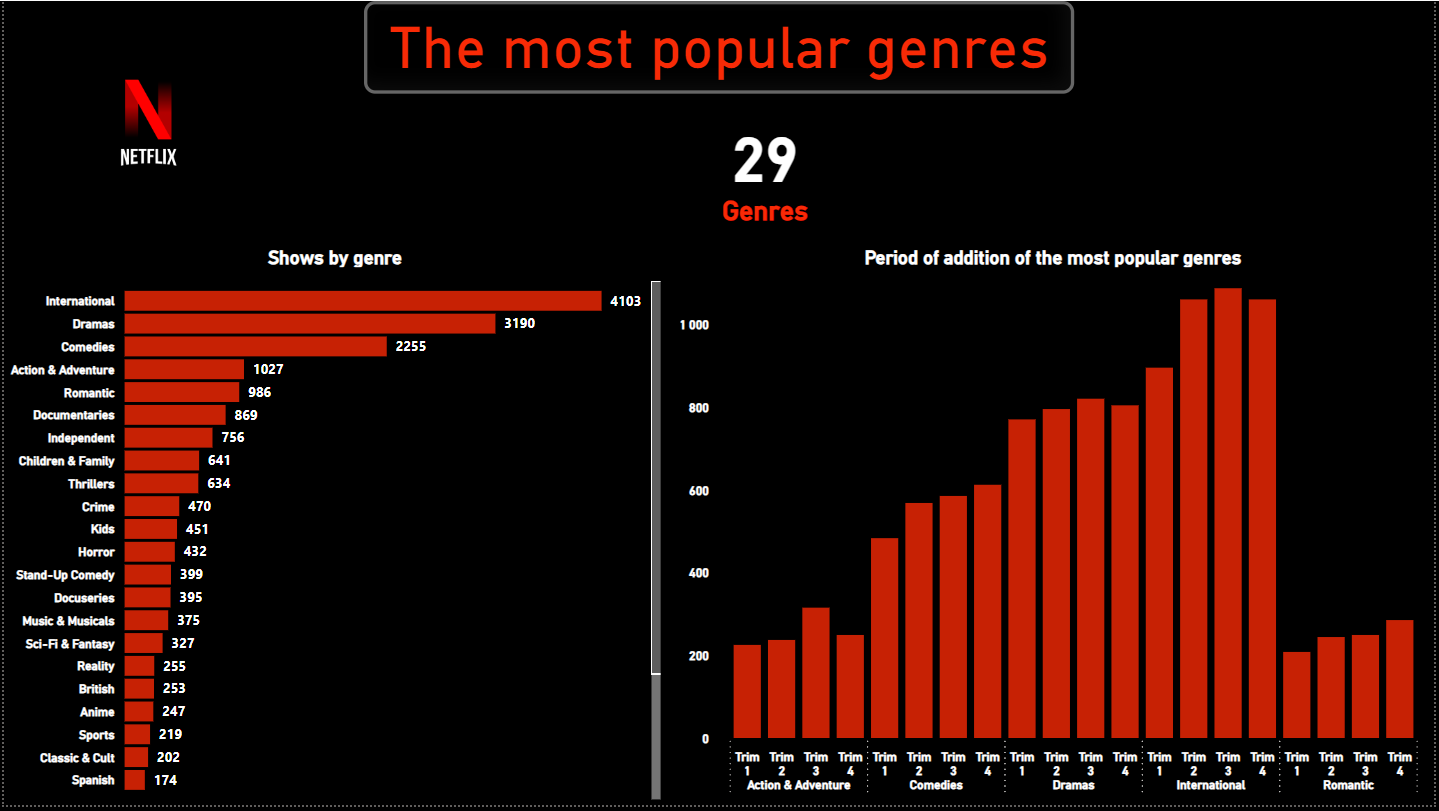 The most popular genres
NETFLIX
29
Genres
Shows by genre
International 4103
Dramas 3190
Comedies 2255
Action & Adventure 1027
Romantic 986
Documentaries 869
Independent 756
Children & Family 641
Thrillers 634
Crime 470
Kids 451
Horror 432
Stand-Up Comedy 399
Docuseries 395
Music & Musicals 375
Sci-Fi & Fantasy 327
Reality 255
British 253
Anime 247
Sports 219
Classic & Cult 202
Spanish 174
Period of addition of the most popular genres
1 000
800
600
400
200
0
Trim Trim Trim Trim Trim Trim Trim Trim Trim Trim Trim Trim Trim Trim Trim Trim Trim Trim Trim Trim
1 2 3 4 1 2 3 4 1 2 3 4 1 2 3 4 1 2 3 4
Action & Adventure Comedies Dramas International Romantic